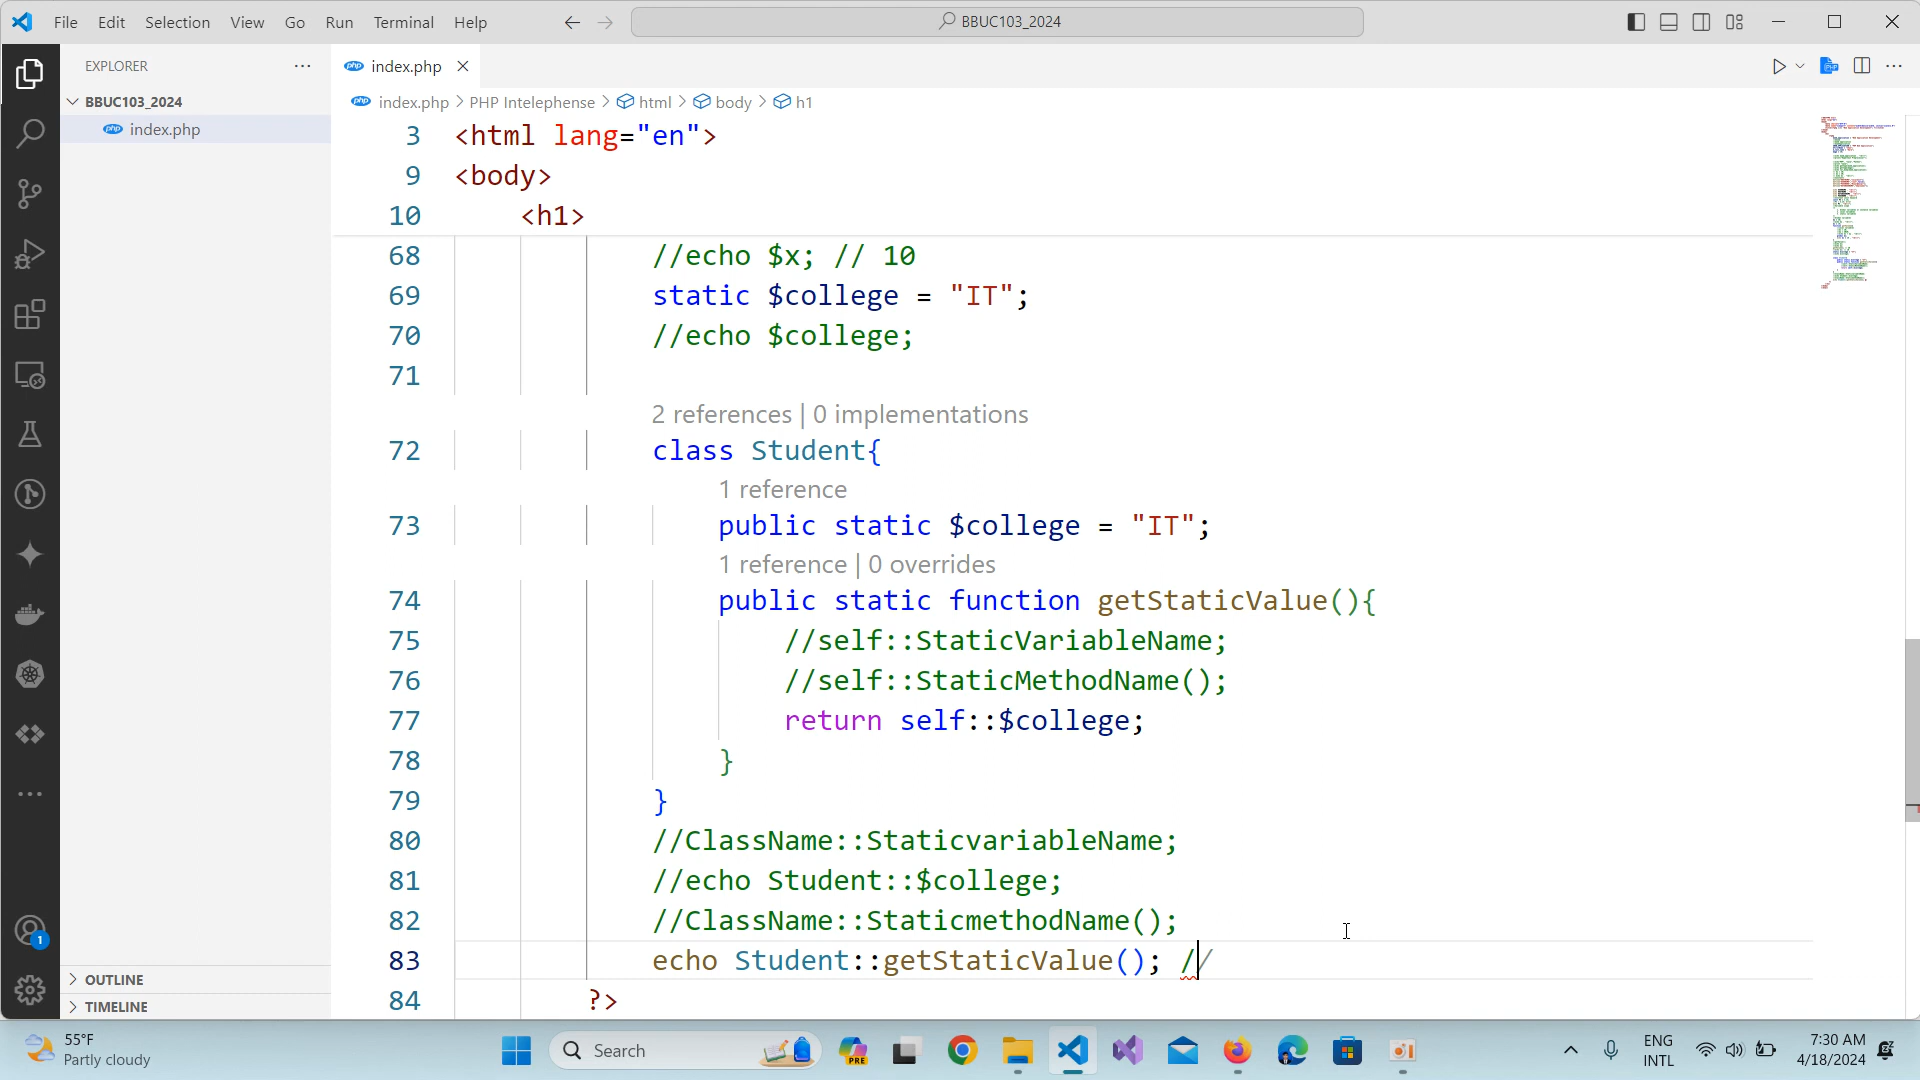 File Edit Selection View Go Run Terminal Help
BBUC103_2024
EXPLORER
BBUC103_2024
php index.php
OUTLINE
TIMELINE
php index.php
php index.php > PHP Intelephense > html > body > h1
3 <html lang="en">
9 <body>
10 <h1>
68 //echo $x; // 10
69 static $college = "IT";
70 //echo $college;
71
2 references | 0 implementations
72 class Student{
1 reference
73 public static $college = "IT";
1 reference | 0 overrides
74 public static function getStaticValue(){
75 //self::StaticVariableName;
76 //self::StaticMethodName();
77 return self::$college;
78 }
79 }
80 //ClassName::StaticvariableName;
81 //echo Student::$college;
82 //ClassName::StaticmethodName();
83 echo Student::getStaticValue(); //
84 ?>
1
55°F
Partly cloudy
Search
PRE
ENG
INTL
7:30 AM
4/18/2024